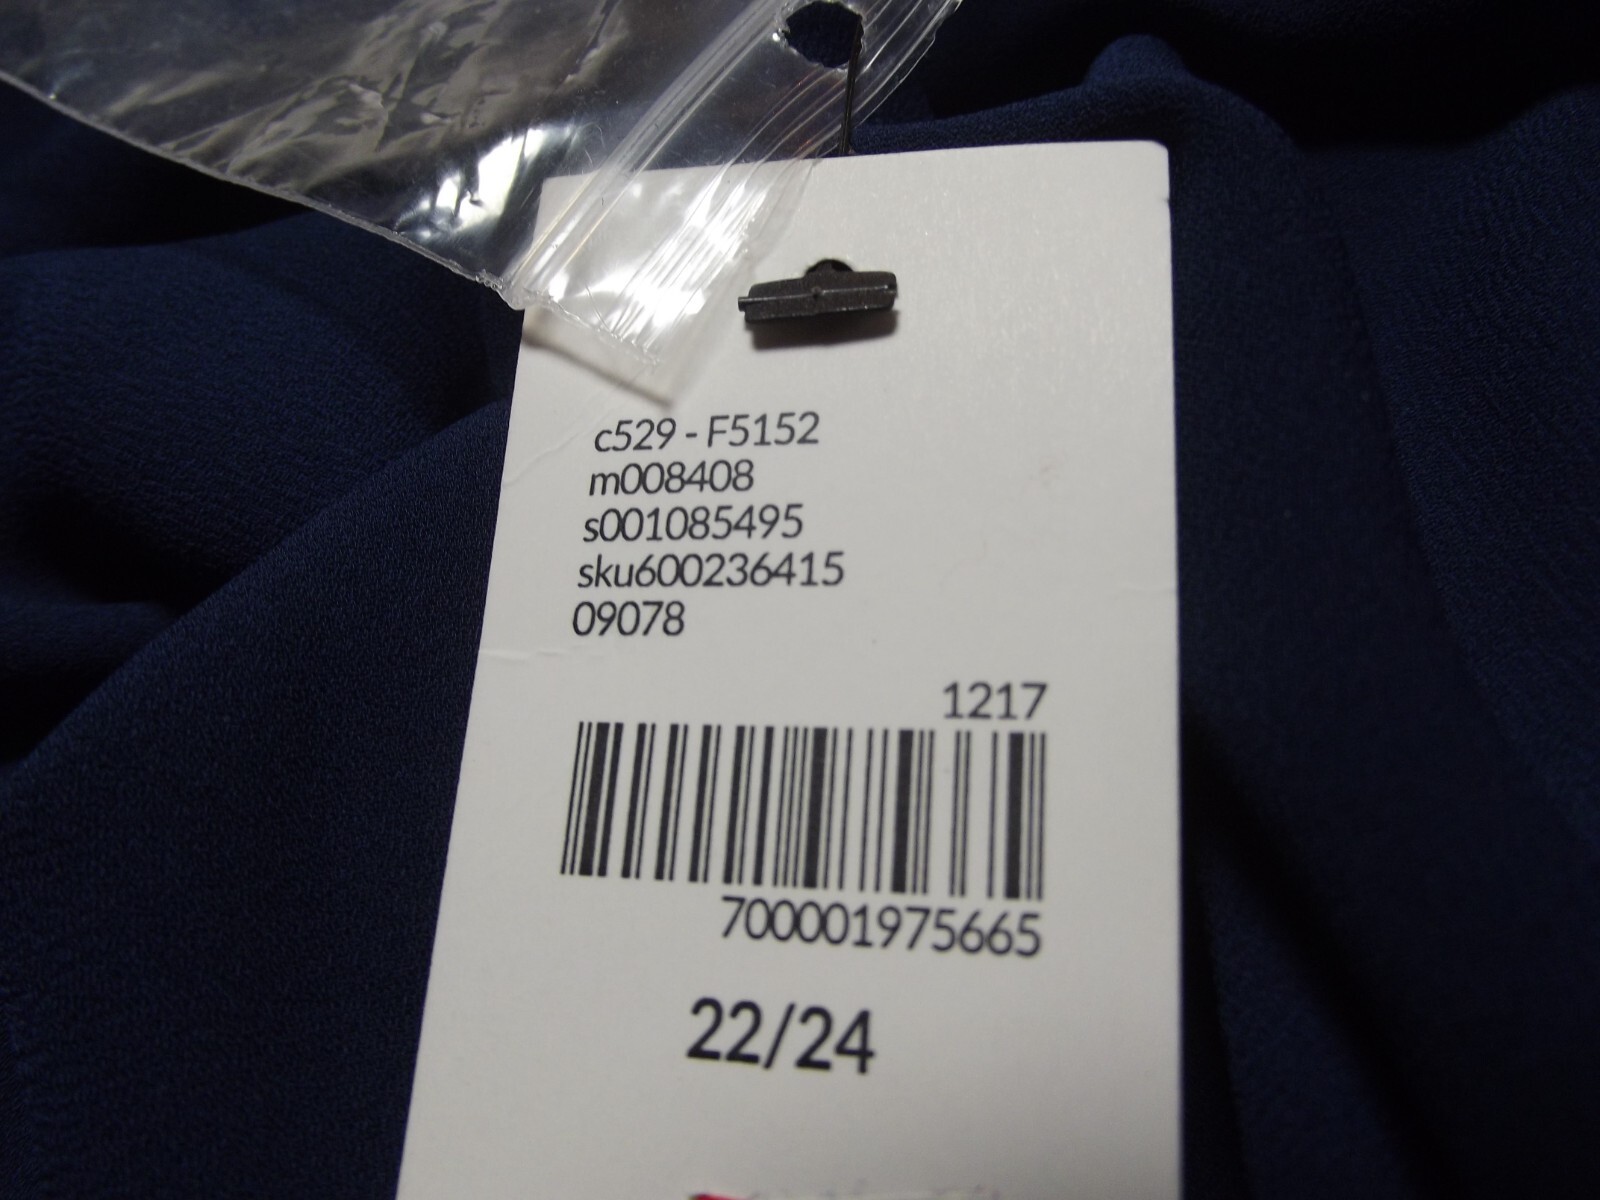 c529 - F5152
m008408
s001085495
sku600236415
09078
1217
700001975665
22/24